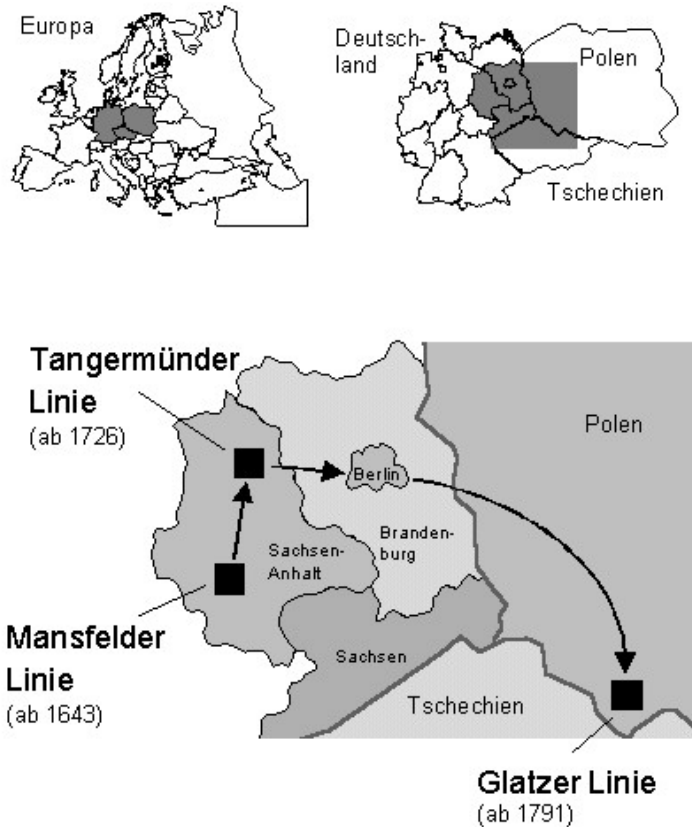 Europa
Deutsch-
land
Polen
Tschechien
Tangermünder
Linie
(ab 1726)
Polen
Berlin
Branden-
burg
Sachsen-
Anhatt
Mansfelder
Linie
(ab 1643)
Sachsen
Tschechien
Glatzer Linie
(ab 1791)